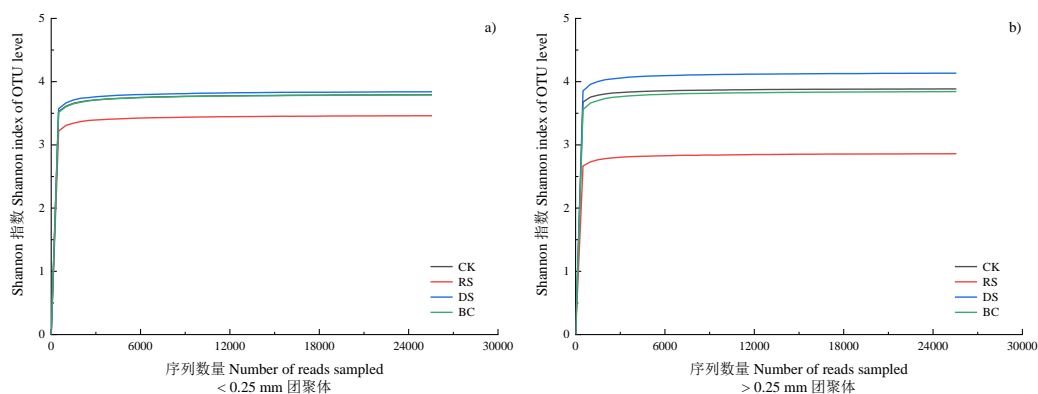 a)
Shannon 指数 Shannon index of OTU level
5
4
3
2
1
0
CK
RS
DS
BC
0 6000 12000 18000 24000 30000
序列数量 Number of reads sampled
< 0.25 mm 团聚体
b)
Shannon 指数 Shannon index of OTU level
5
4
3
2
1
0
CK
RS
DS
BC
0 6000 12000 18000 24000 30000
序列数量 Number of reads sampled
> 0.25 mm 团聚体